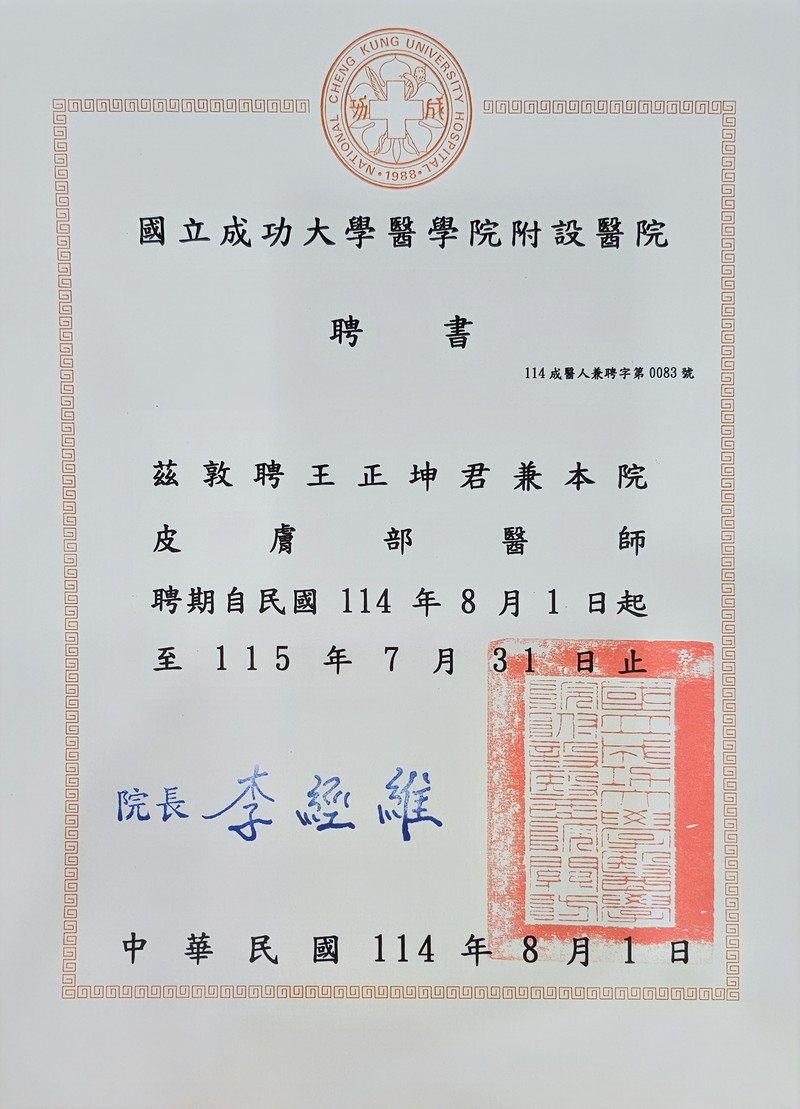 NATIONAL CHENG KUNG UNIVERSITY HOSPITAL
成功
·1988·
國立成功大學醫學院附設醫院
聘書
114成醫人兼聘字第0083號
茲敦聘王正坤君兼本院
皮膚部醫師
聘期自民國114年8月1日起
至115年7月31日止
院長 李經維
中華民國114年8月1日